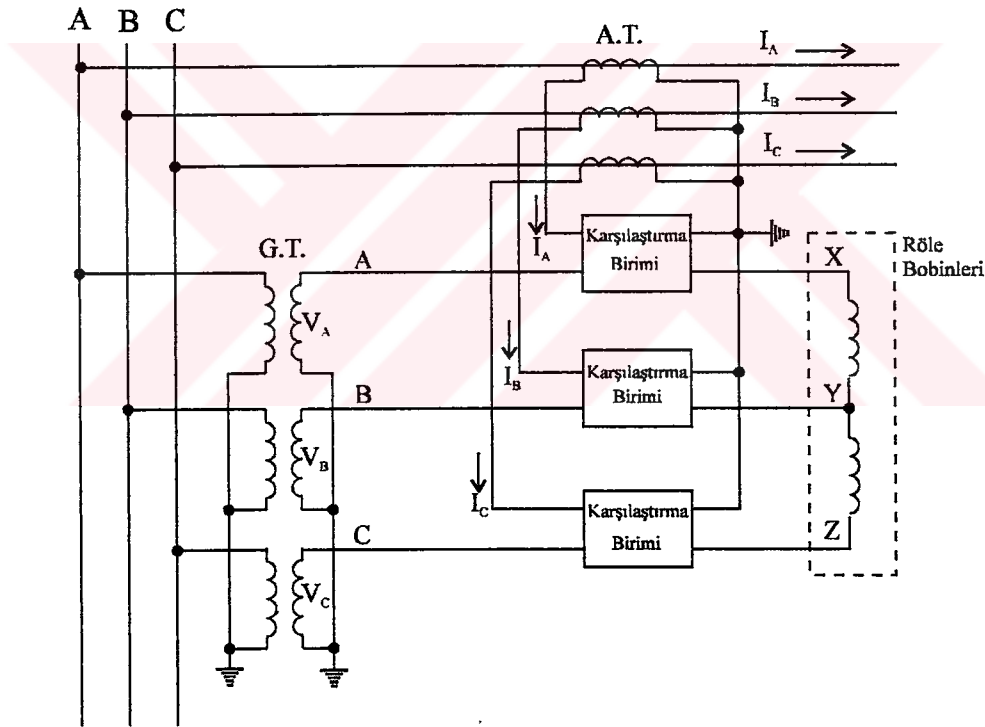 A B C
A.T.
I_A
I_B
I_C
G.T.
A
I_A
Karşılaştırma
Birimi
X
Röle
Bobinleri
V_A
B
I_B
Karşılaştırma
Birimi
Y
V_B
C
I_C
Karşılaştırma
Birimi
Z
V_C